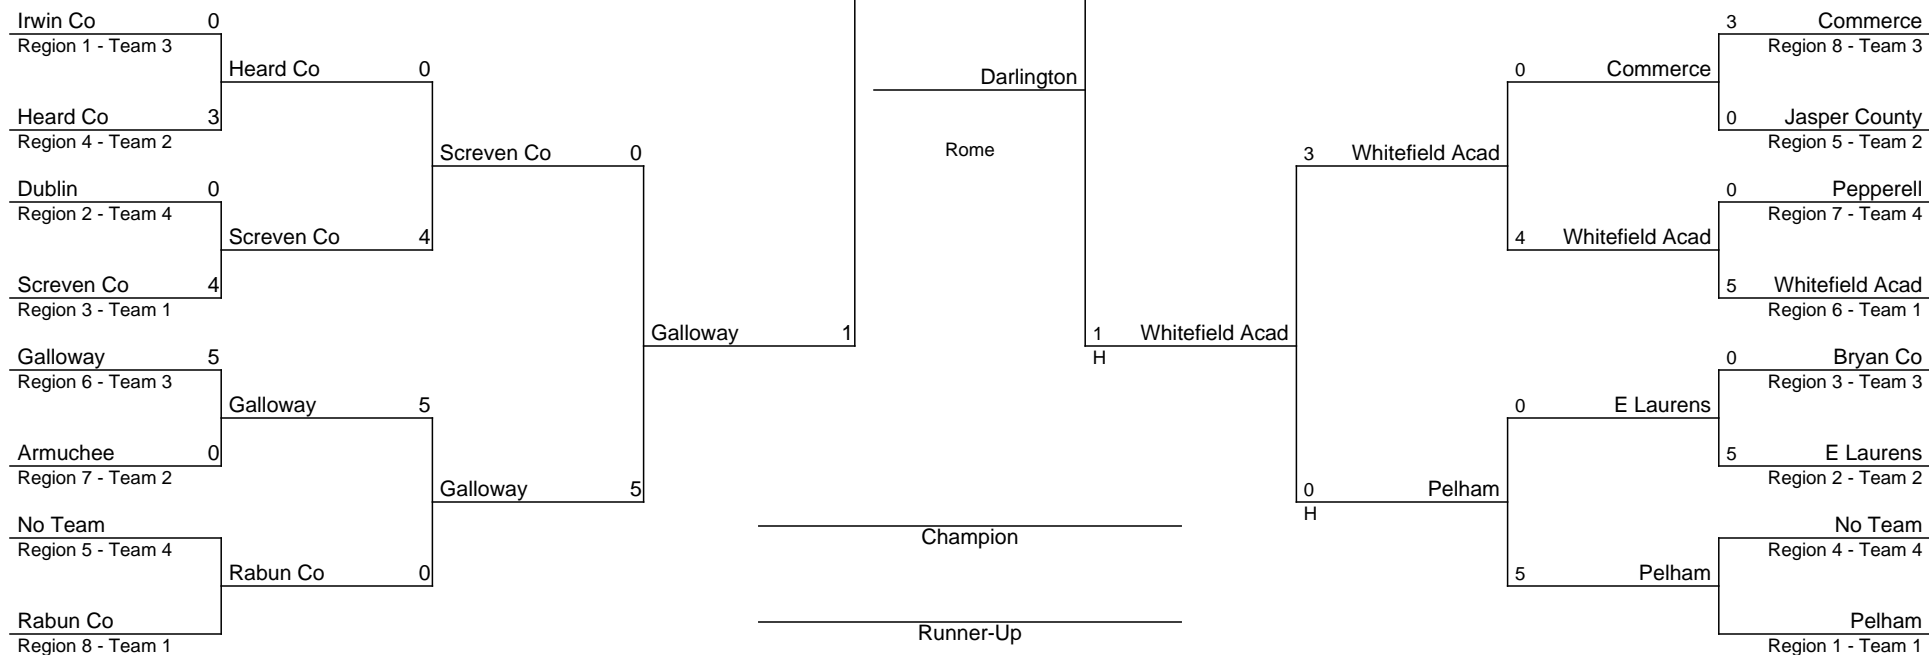 Irwin Co 0
Region 1 - Team 3
Heard Co 0
Heard Co 3
Region 4 - Team 2
Screven Co 0
Dublin 0
Region 2 - Team 4
Screven Co 4
Screven Co 4
Region 3 - Team 1
Galloway 1
Galloway 5
Region 6 - Team 3
Galloway 5
Armuchee 0
Region 7 - Team 2
Galloway 5
No Team
Region 5 - Team 4
Rabun Co 0
Rabun Co
Region 8 - Team 1
Darlington
Rome
Champion
Runner-Up
3 Commerce
Region 8 - Team 3
0 Commerce
0 Jasper County
Region 5 - Team 2
3 Whitefield Acad
0 Pepperell
Region 7 - Team 4
4 Whitefield Acad
5 Whitefield Acad
Region 6 - Team 1
1 Whitefield Acad
H
0 Bryan Co
Region 3 - Team 3
0 E Laurens
5 E Laurens
Region 2 - Team 2
0 Pelham
H
No Team
Region 4 - Team 4
5 Pelham
Pelham
Region 1 - Team 1